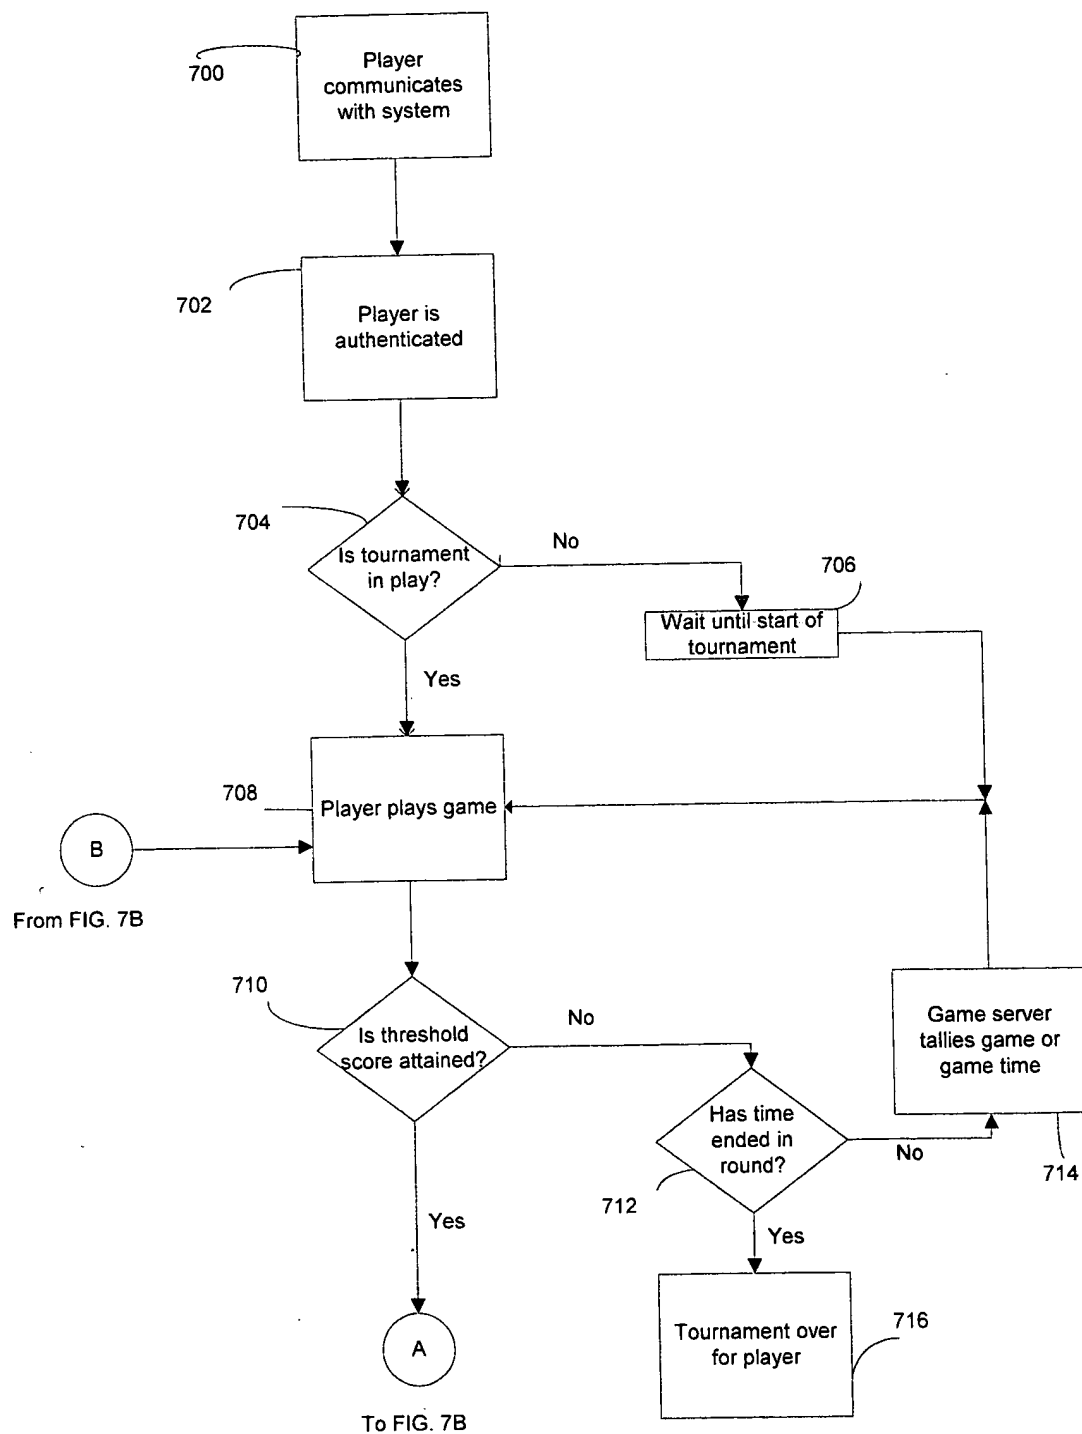 700
Player
communicates
with system
702
Player is
authenticated
704
Is tournament
in play?
No
706
Wait until start of
tournament
Yes
708
Player plays game
B
From FIG. 7B
710
Is threshold
score attained?
No
Game server
tallies game or
game time
Has time
ended in
round?
No
714
712
Yes
Yes
Tournament over
for player
716
A
To FIG. 7B